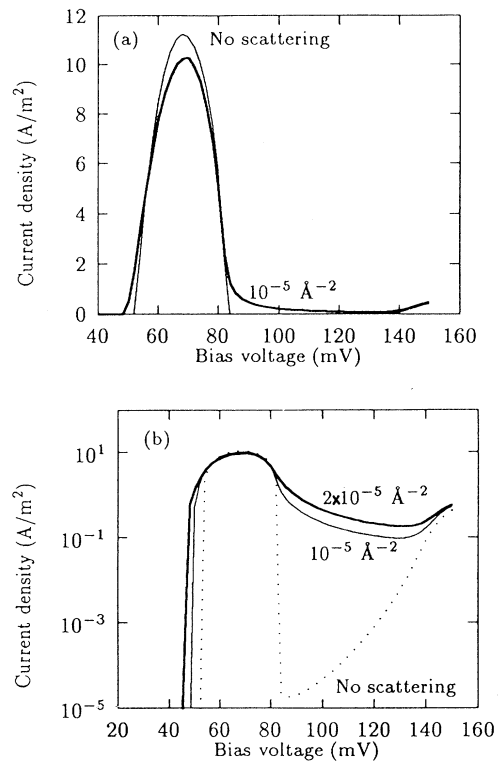 12
(a)
No scattering
10
8
6
4
2
0
10⁻⁵ Å⁻²
40 60 80 100 120 140 160
Bias voltage (mV)
Current density (A/m²)
(b)
10¹
10⁻¹
10⁻³
10⁻⁵
2x10⁻⁵ Å⁻²
10⁻⁵ Å⁻²
No scattering
20 40 60 80 100 120 140 160
Bias voltage (mV)
Current density (A/m²)